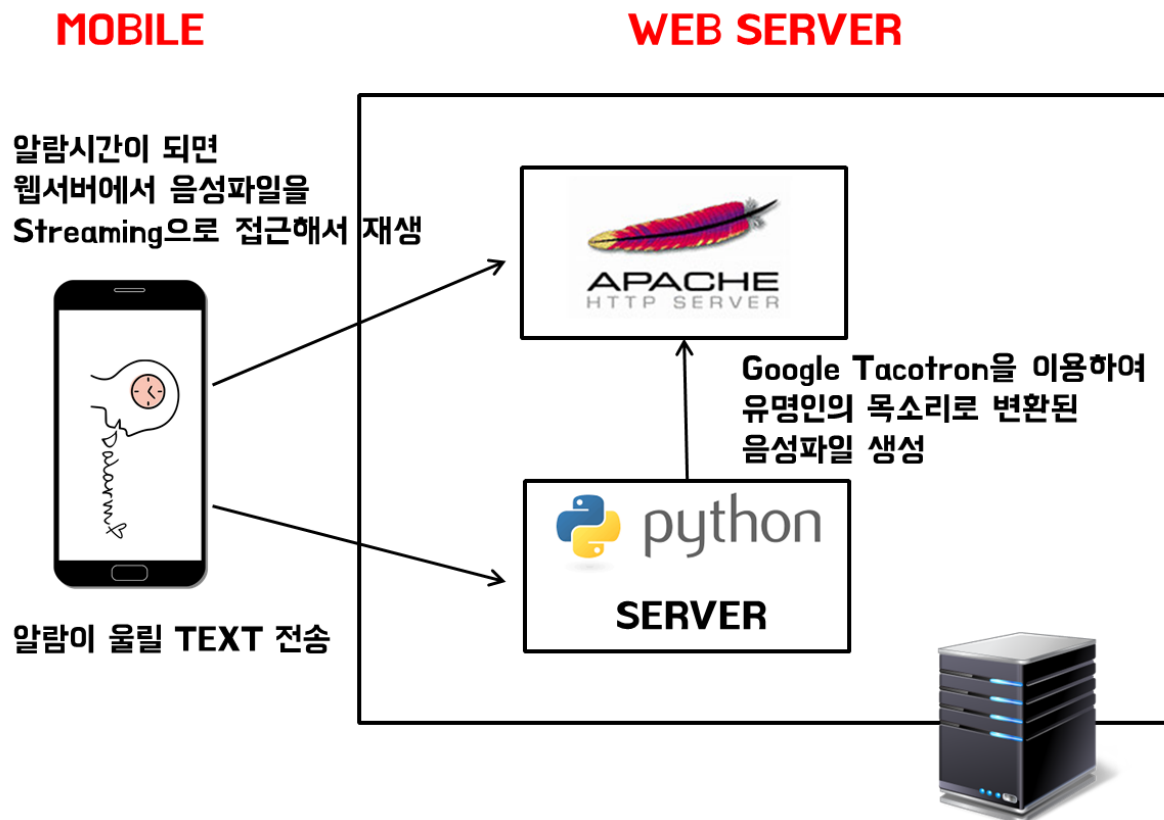 MOBILE
WEB SERVER
알람시간이 되면
웹서버에서 음성파일을
Streaming으로 접근해서 재생
APACHE
HTTP SERVER
Google Tacotron을 이용하여
유명인의 목소리로 변환된
음성파일 생성
python
SERVER
알람이 울릴 TEXT 전송